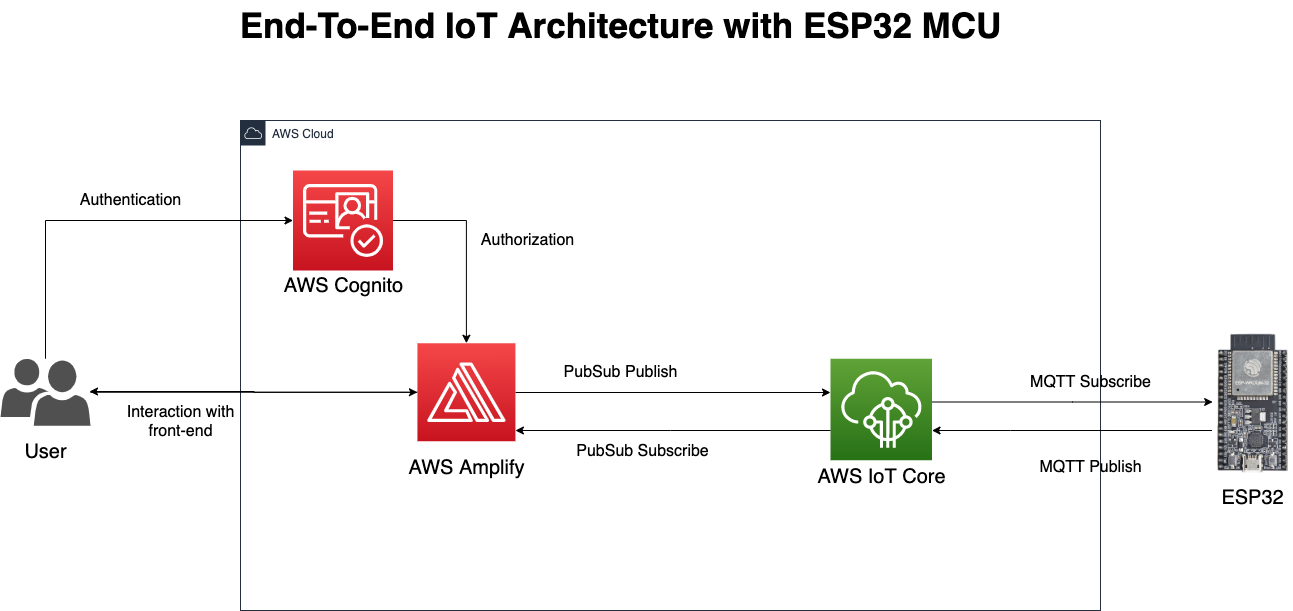 End-To-End IoT Architecture with ESP32 MCU
AWS Cloud
Authentication
Authorization
AWS Cognito
PubSub Publish
MQTT Subscribe
Interaction with
front-end
User
PubSub Subscribe
AWS Amplify
MQTT Publish
AWS IoT Core
ESP32